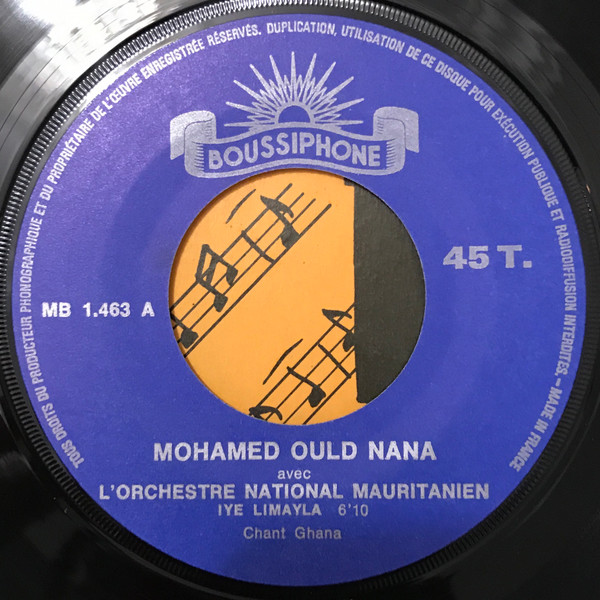 TOUS DROITS DU PRODUCTEUR PHONOGRAPHIQUE ET DU PROPRIÉTAIRE DE L'ŒUVRE ENREGISTRÉE RÉSERVÉS. DUPLICATION, UTILISATION DE CE DISQUE POUR EXÉCUTION PUBLIQUE ET RADIODIFFUSION INTERDITES. - MADE IN FRANCE
BOUSSIPHONE
45 T.
MB 1.463 A
MOHAMED OULD NANA
avec
L'ORCHESTRE NATIONAL MAURITANIEN
IYE LIMAYLA 6'10
Chant Ghana